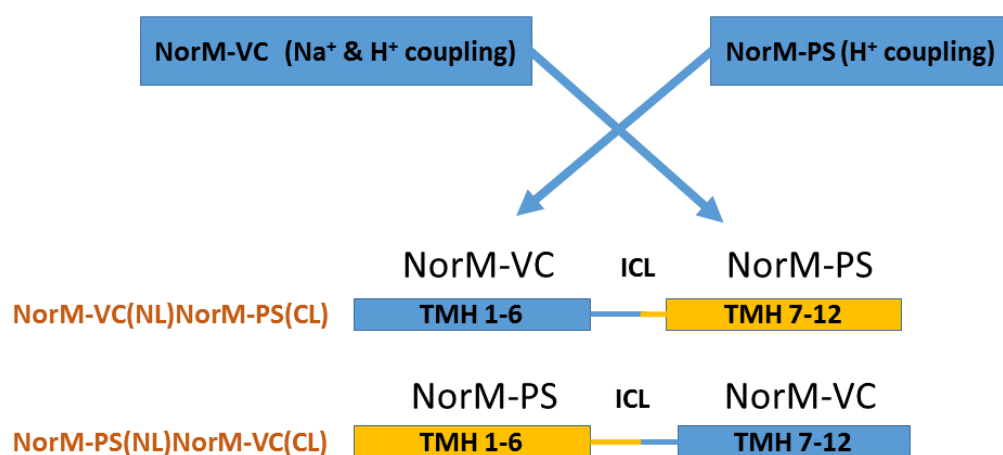 NorM-VC (Na⁺ & H⁺ coupling)
NorM-PS (H⁺ coupling)
NorM-VC ICL NorM-PS
NorM-VC(NL)NorM-PS(CL) TMH 1-6 TMH 7-12
NorM-PS ICL NorM-VC
NorM-PS(NL)NorM-VC(CL) TMH 1-6 TMH 7-12